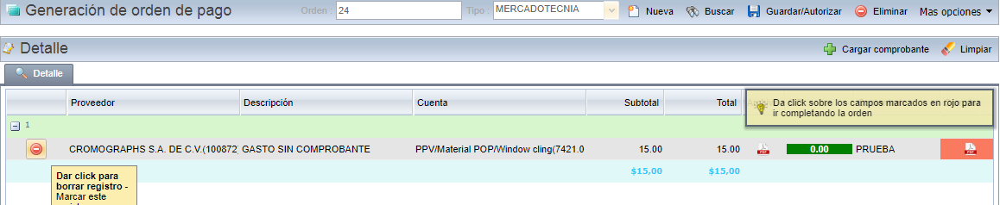 Generación de orden de pago
Orden : 24
Tipo : MERCADOTECNIA
Nueva
Buscar
Guardar/Autorizar
Eliminar
Mas opciones
Detalle
Cargar comprobante
Limpiar
Detalle
Proveedor Descripción Cuenta Subtotal Total
Da click sobre los campos marcados en rojo para
ir completando la orden
1
CROMOGRAPHS S.A. DE C.V.(100872 GASTO SIN COMPROBANTE PPV/Material POP/Window cling(7421.0 15.00 15.00 0.00 PRUEBA
$15,00 $15,00
Dar click para
borrar registro -
Marcar este